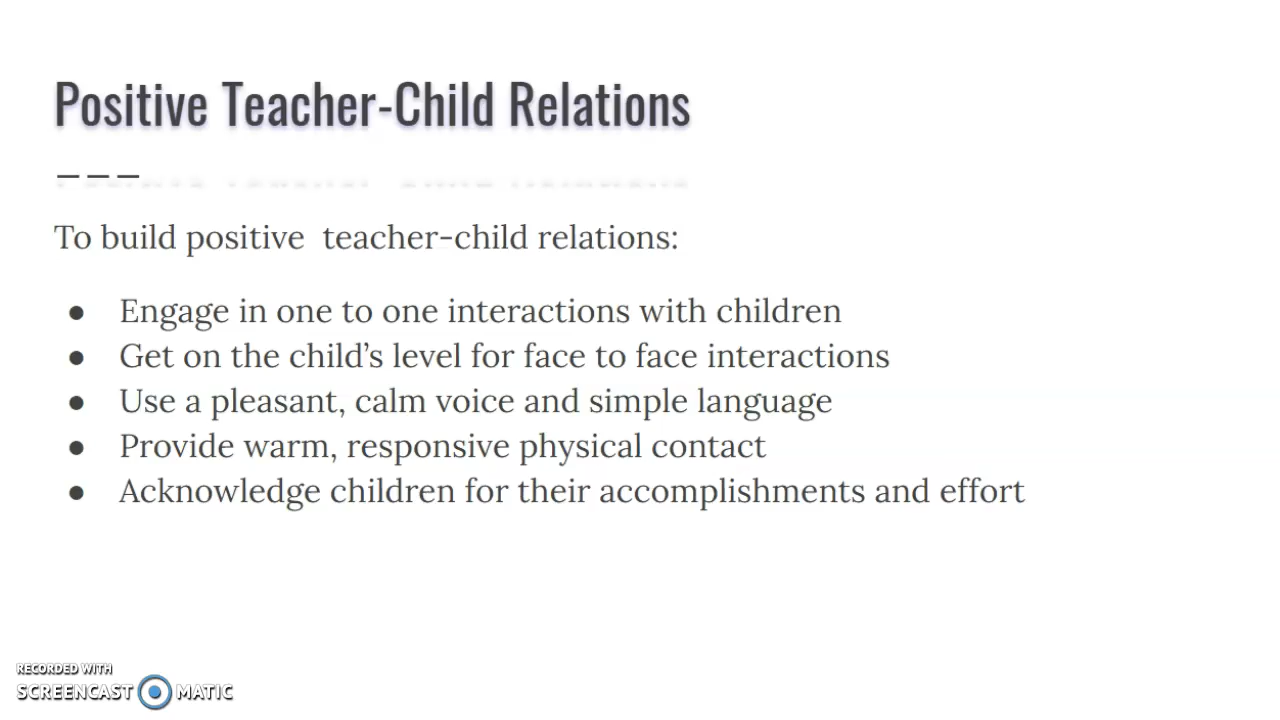 Positive Teacher-Child Relations
To build positive  teacher-child relations:
● Engage in one to one interactions with children
● Get on the child’s level for face to face interactions
● Use a pleasant, calm voice and simple language
● Provide warm, responsive physical contact
● Acknowledge children for their accomplishments and effort
RECORDED WITH
SCREENCAST MATIC